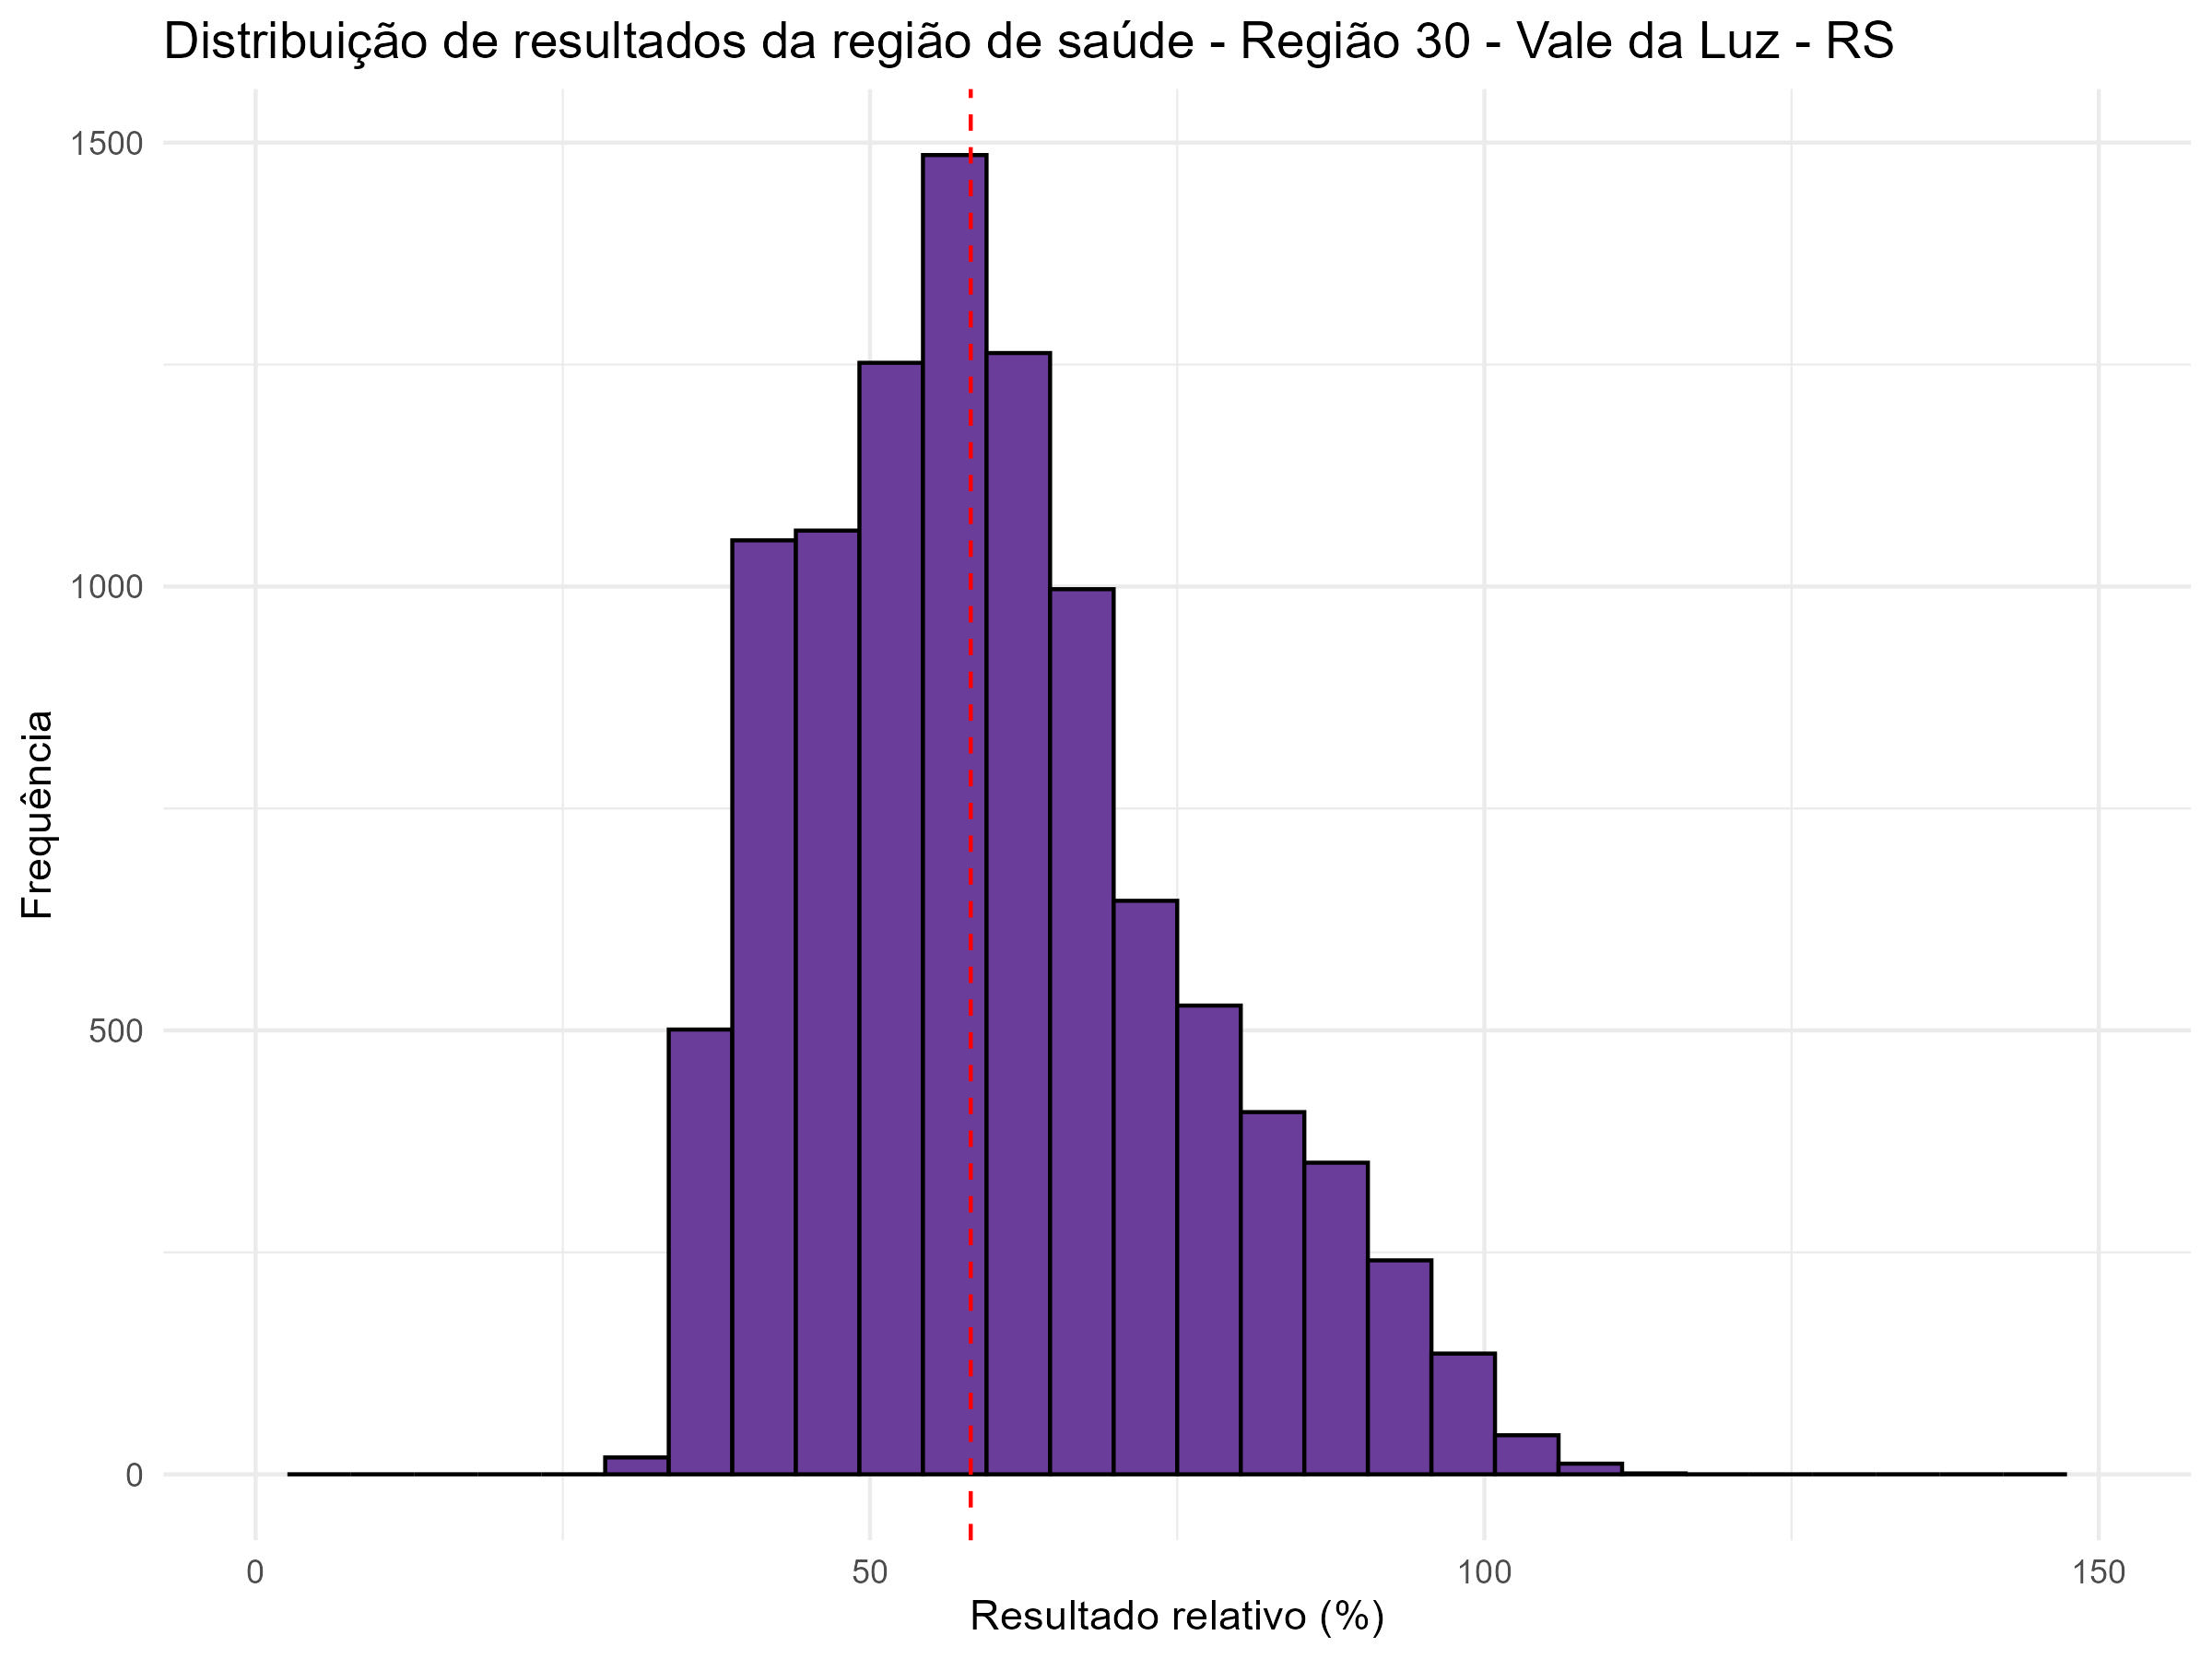 Distribuição de resultados da região de saúde - Região 30 - Vale da Luz - RS
1500
1000
500
0
Frequência
0 50 100 150
Resultado relativo (%)